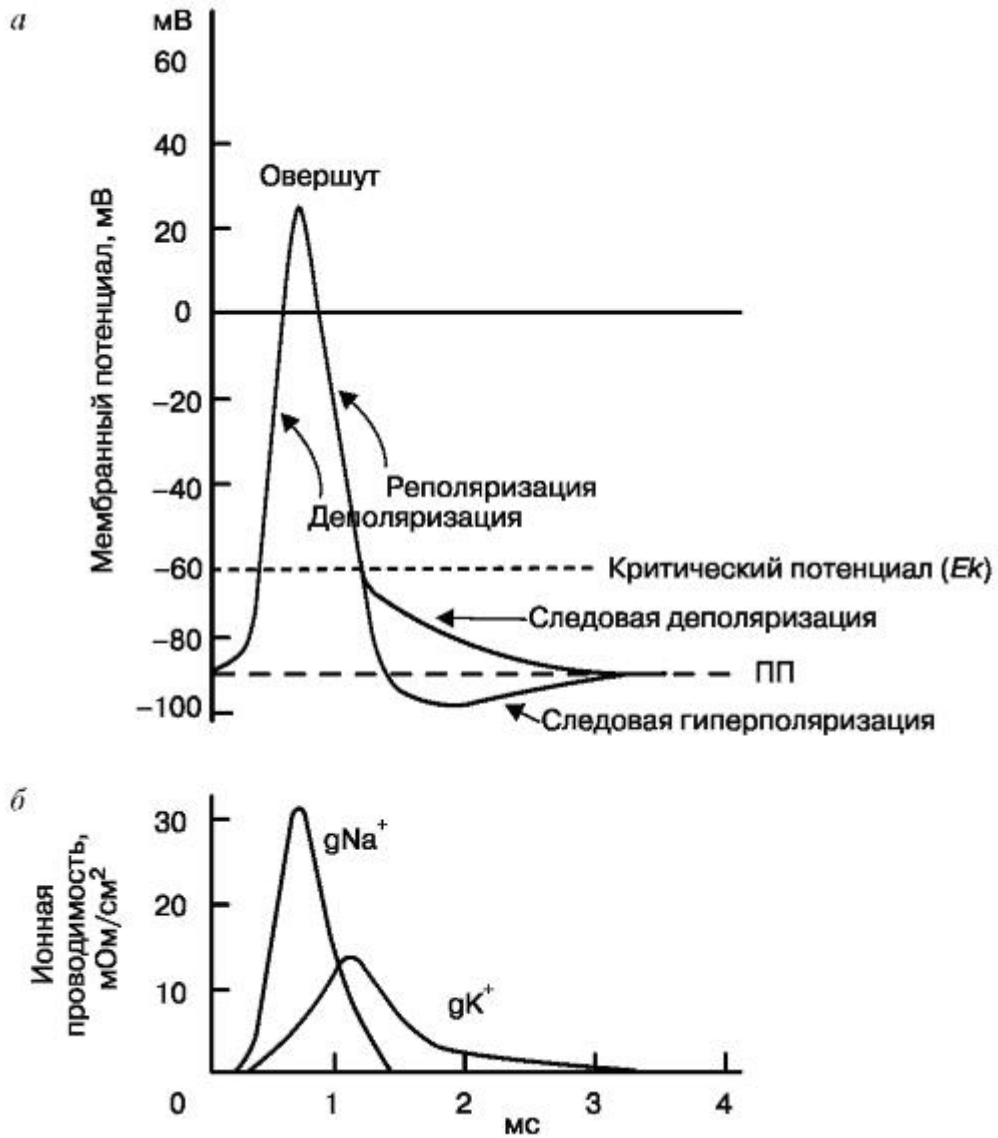 а
мВ
60
40
20
0
−20
−40
−60
−80
−100
Мембранный потенциал, мВ
Овершут
Реполяризация
Деполяризация
Критический потенциал (Ek)
Следовая деполяризация
ПП
Следовая гиперполяризация
б
30
20
10
0
Ионная
проводимость,
мОм/см²
gNa⁺
gK⁺
1
2
3
4
мс